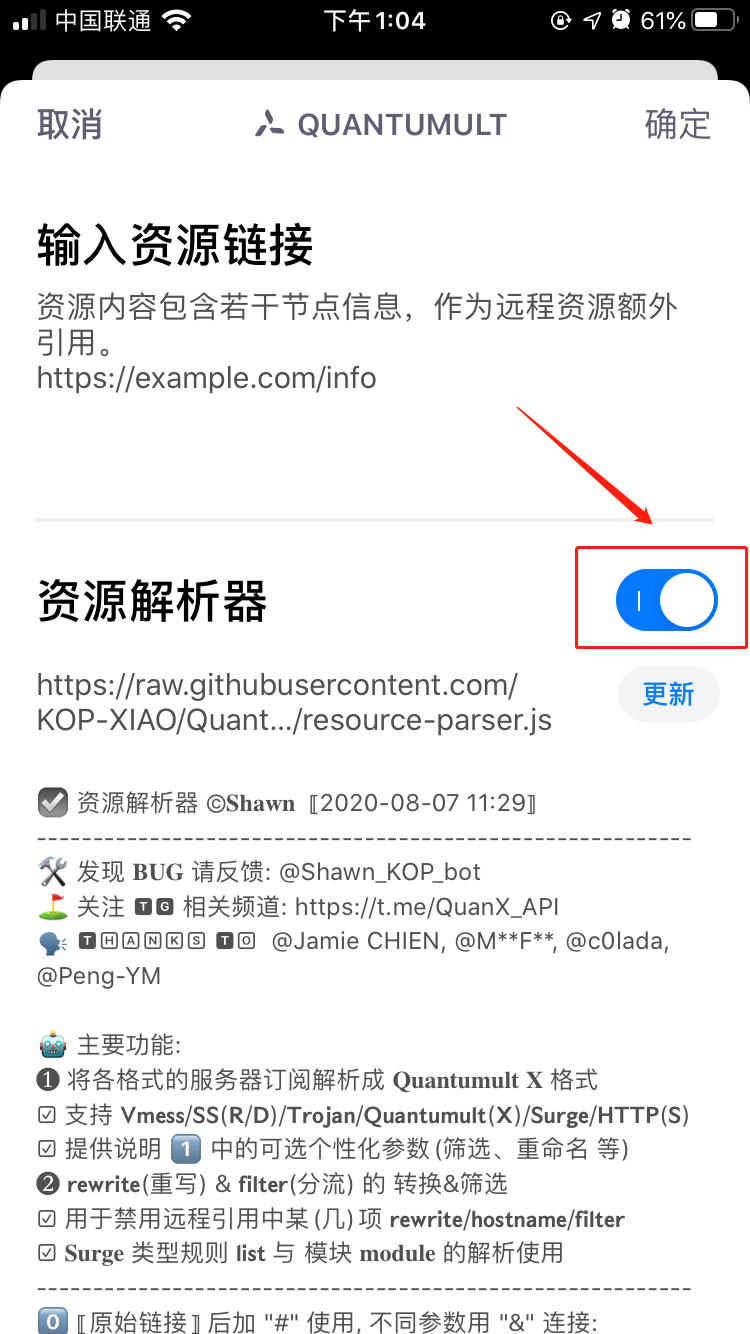 中国联通 下午1:04 61%
取消 QUANTUMULT 确定
输入资源链接
资源内容包含若干节点信息，作为远程资源额外
引用。
https://example.com/info
资源解析器
https://raw.githubusercontent.com/
KOP-XIAO/Quant.../resource-parser.js
更新
☑️ 资源解析器 ©𝐒𝐡𝐚𝐰𝐧 ⟦2020-08-07 11:29⟧
----------------------------------------------------------
🛠 发现 𝐁𝐔𝐆 请反馈: @Shawn_KOP_bot
⛳️ 关注 🆃🅶 相关频道: https://t.me/QuanX_API
🗣 🆃🄷🄰🄽🄺🅂 🆃🄾 @Jamie CHIEN, @M**F**, @c0lada,
@Peng-YM
🤖 主要功能:
❶ 将各格式的服务器订阅解析成 𝐐𝐮𝐚𝐧𝐭𝐮𝐦𝐮𝐥𝐭 𝐗 格式
☑ 支持 𝗩𝗺𝗲𝘀𝘀/𝗦𝗦(𝗥/𝗗)/𝗧𝗿𝗼𝗷𝗮𝗻/𝗤𝘂𝗮𝗻𝘁𝘂𝗺𝘂𝗹𝘁(𝗫)/𝗦𝘂𝗿𝗴𝗲/𝗛𝗧𝗧𝗣(𝗦)
☑ 提供说明 1️⃣ 中的可选个性化参数(筛选、重命名 等)
❷ 𝗿𝗲𝘄𝗿𝗶𝘁𝗲(重写) & 𝗳𝗶𝗹𝘁𝗲𝗿(分流) 的 转换&筛选
☑ 用于禁用远程引用中某(几)项 𝗿𝗲𝘄𝗿𝗶𝘁𝗲/𝗵𝗼𝘀𝘁𝗻𝗮𝗺𝗲/𝗳𝗶𝗹𝘁𝗲𝗿
☑ 𝐒𝐮𝐫𝐠𝐞 类型规则 𝗹𝗶𝘀𝘁 与 模块 𝐦𝐨𝐝𝐮𝐥𝐞 的解析使用
----------------------------------------------------------
0️⃣ ⟦原始链接⟧ 后加 "#" 使用, 不同参数用 "&" 连接: